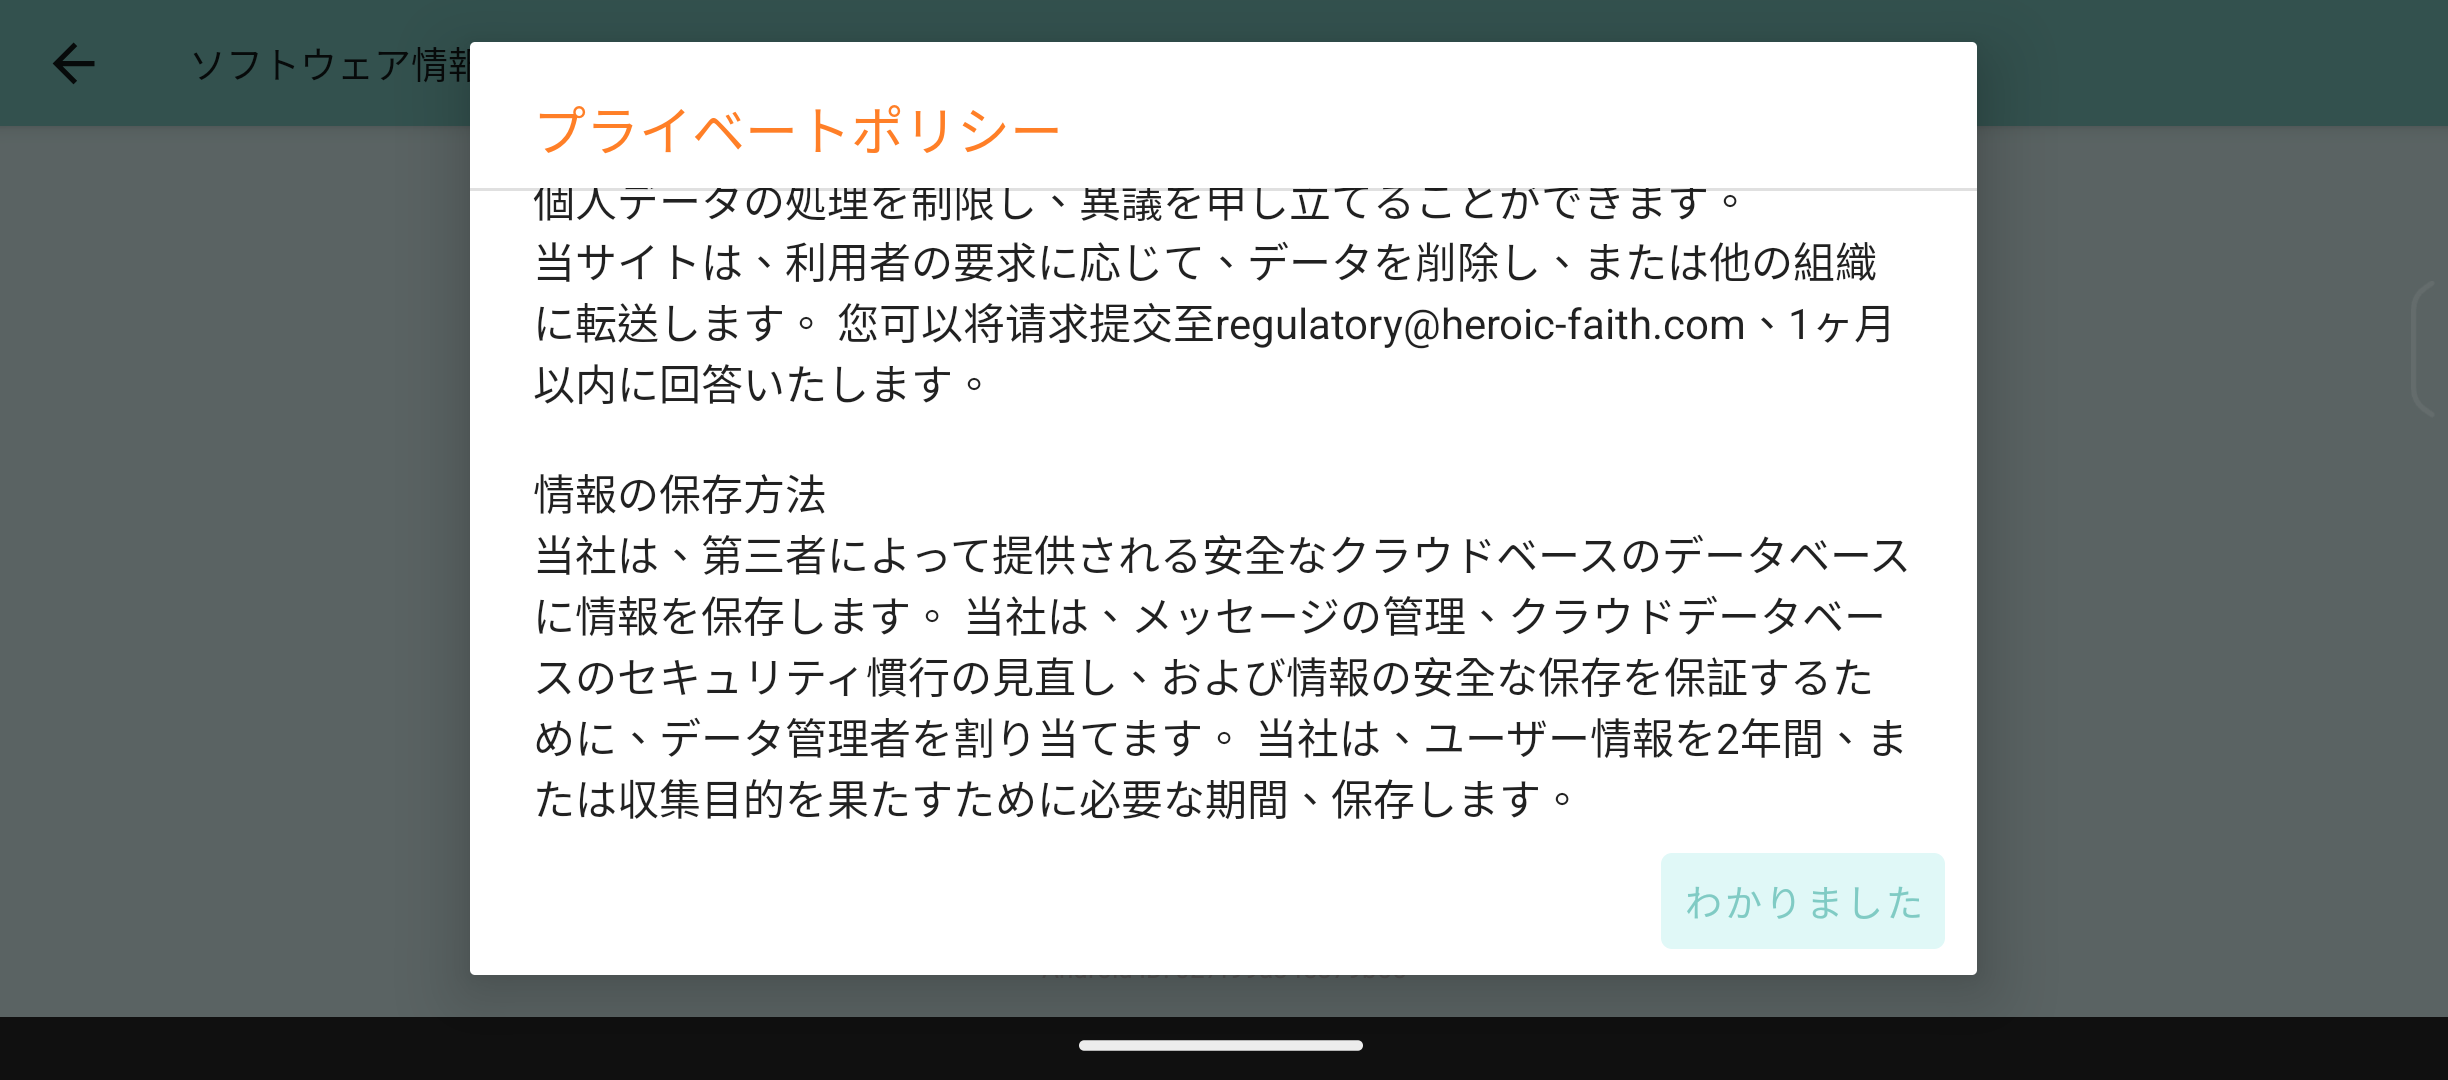 ソフトウェア情報
プライベートポリシー
個人データの処理を制限し、異議を申し立てることができます。
当サイトは、利用者の要求に応じて、データを削除し、または他の組織
に転送します。 您可以将请求提交至regulatory@heroic-faith.com、1ヶ月
以内に回答いたします。
情報の保存方法
当社は、第三者によって提供される安全なクラウドベースのデータベース
に情報を保存します。 当社は、メッセージの管理、クラウドデータベー
スのセキュリティ慣行の見直し、および情報の安全な保存を保証するた
めに、データ管理者を割り当てます。 当社は、ユーザー情報を2年間、ま
たは収集目的を果たすために必要な期間、保存します。
わかりました